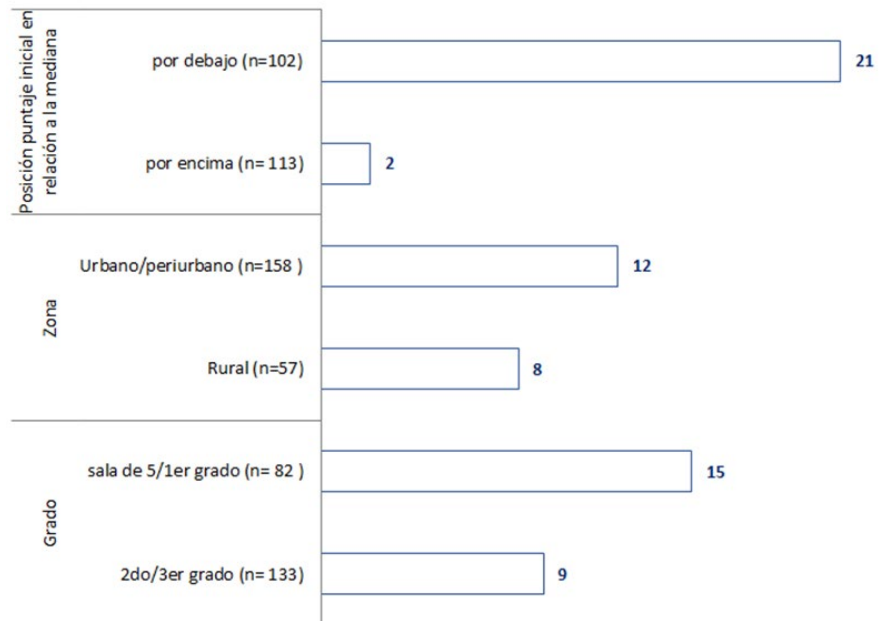 Posición puntaje inicial en
relación a la mediana
por debajo (n=102)
21
por encima (n= 113)
2
Zona
Urbano/periurbano (n=158 )
12
Rural (n=57)
8
Grado
sala de 5/1er grado (n= 82 )
15
2do/3er grado (n= 133)
9